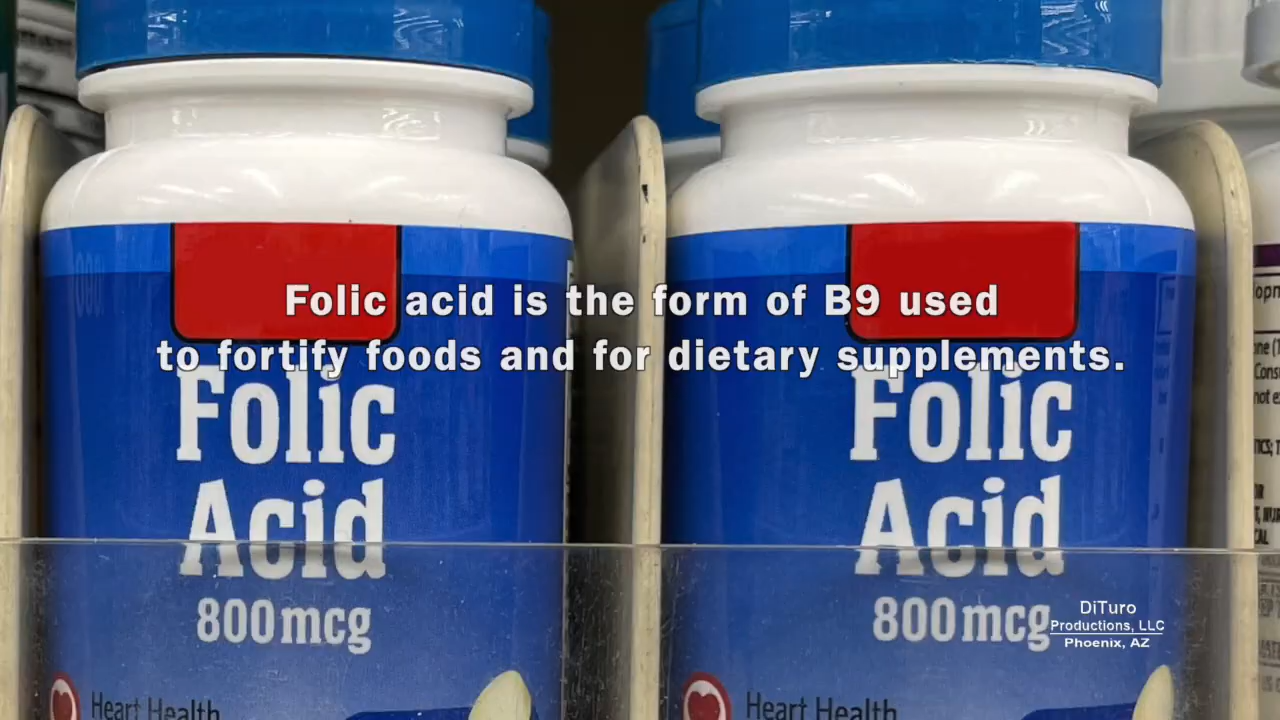 Folic acid is the form of B9 used
to fortify foods and for dietary supplements.
Folic
Acid
800mcg
Heart Health
Folic
Acid
800mcg
Heart Health
DiTuro
Productions, LLC
Phoenix, AZ